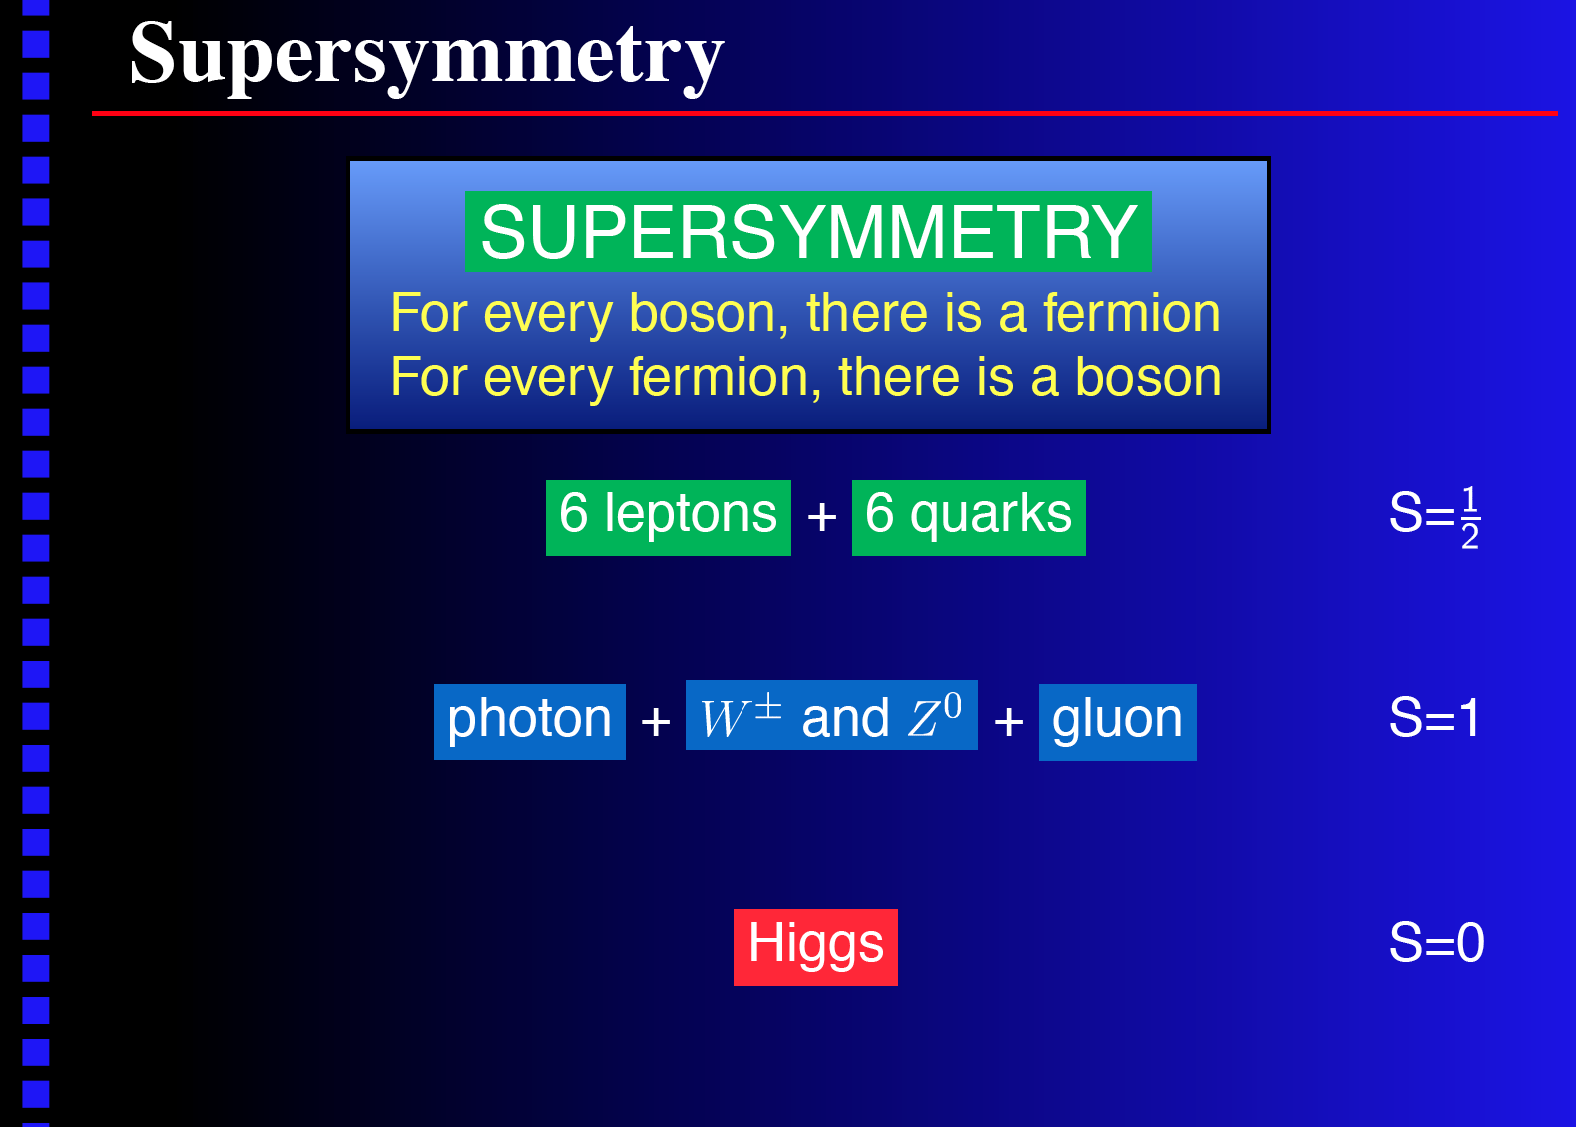 Supersymmetry
SUPERSYMMETRY
For every boson, there is a fermion
For every fermion, there is a boson
6 leptons + 6 quarks S=½
photon + W± and Z⁰ + gluon S=1
Higgs S=0